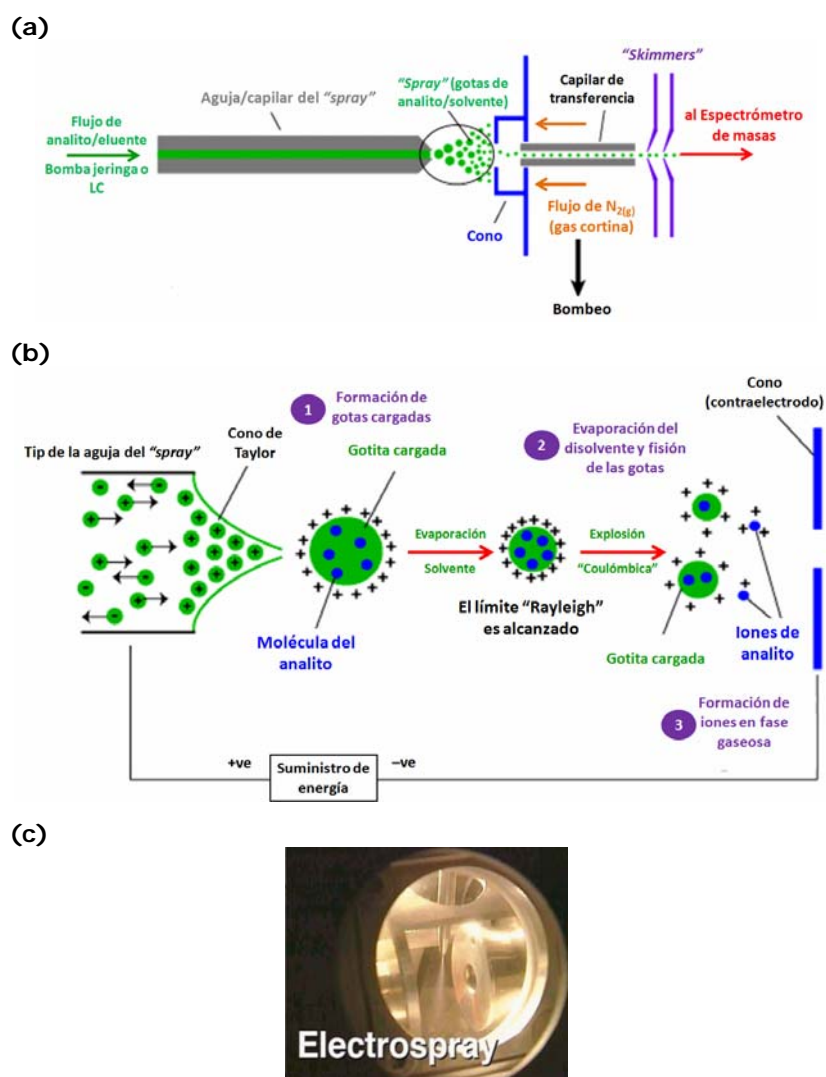 (a)
"Skimmers"
Aguja/capilar del "spray"
"Spray" (gotas de
analito/solvente)
Capilar de
transferencia
Flujo de
analito/eluente
Bomba jeringa o
LC
al Espectrómetro
de masas
Cono
Flujo de N2(g)
(gas cortina)
Bombeo
(b)
1
Formación de
gotas cargadas
Cono
(contraelectrodo)
Tip de la aguja del "spray"
Cono de
Taylor
Gotita cargada
2
Evaporación del
disolvente y fisión
de las gotas
Evaporación
Solvente
Explosión
"Coulómbica"
El límite "Rayleigh"
es alcanzado
Molécula del
analito
Gotita cargada
Iones de
analito
3
Formación de
iones en fase
gaseosa
+ve
Suministro de
energía
–ve
(c)
Electrospray